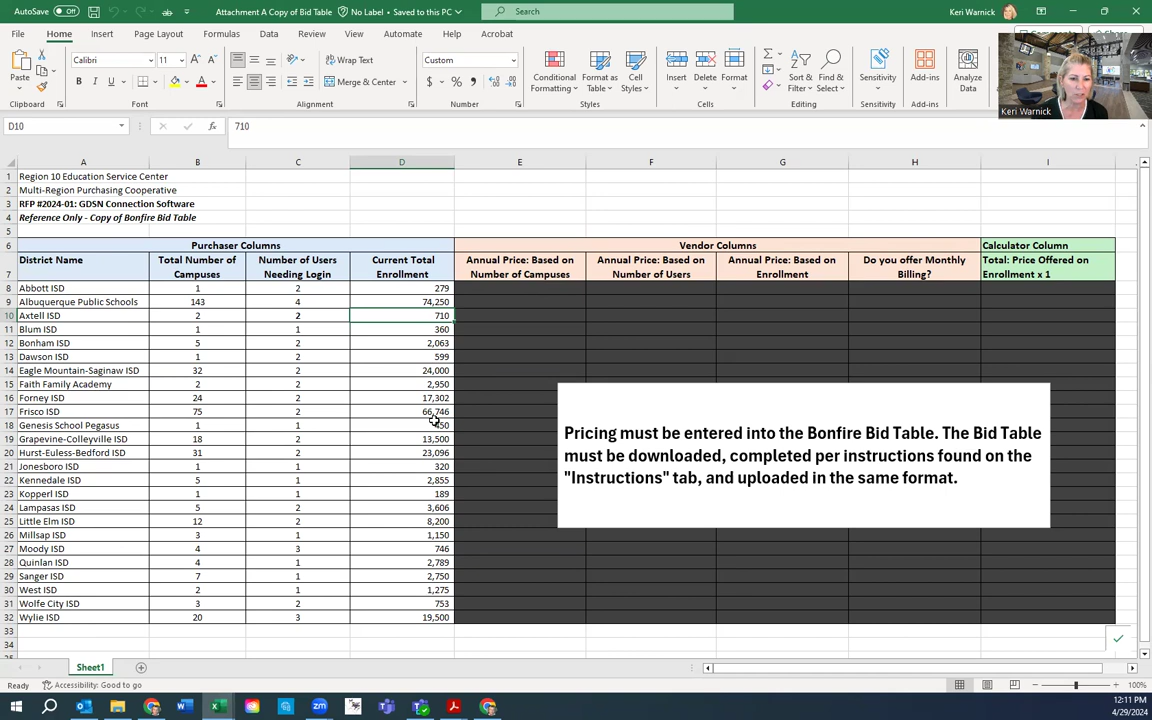 AutoSave Off Attachment A Copy of Bid Table No Label • Saved to this PC Search Keri Warnick
File Home Insert Page Layout Formulas Data Review View Automate Help Acrobat
Paste Calibri 11 Wrap Text Custom Conditional Formatting Format as Table Cell Styles Insert Delete Format Sort & Filter Find & Select Sensitivity Add-ins Analyze Data
B I U A Merge & Center $ % 9
Clipboard Font Alignment Number Styles Cells Editing Sensitivity Add-ins
Keri Warnick
D10 fx 710
A B C D E F G H I
1 Region 10 Education Service Center
2 Multi-Region Purchasing Cooperative
3 RFP #2024-01: GDSN Connection Software
4 Reference Only - Copy of Bonfire Bid Table
5
6 Purchaser Columns Vendor Columns Calculator Column
7 District Name Total Number of Campuses Number of Users Needing Login Current Total Enrollment Annual Price: Based on Number of Campuses Annual Price: Based on Number of Users Annual Price: Based on Enrollment Do you offer Monthly Billing? Total: Price Offered on Enrollment x 1
8 Abbott ISD 1 2 279
9 Albuquerque Public Schools 143 4 74,250
10 Axtell ISD 2 2 710
11 Blum ISD 1 1 360
12 Bonham ISD 5 2 2,063
13 Dawson ISD 1 2 599
14 Eagle Mountain-Saginaw ISD 32 2 24,000
15 Faith Family Academy 2 2 2,950
16 Forney ISD 24 2 17,302
17 Frisco ISD 75 2 66,746
18 Genesis School Pegasus 1 1
19 Grapevine-Colleyville ISD 18 2 13,500
20 Hurst-Euless-Bedford ISD 31 2 23,096
21 Jonesboro ISD 1 1 320
22 Kennedale ISD 5 1 2,855
23 Kopperl ISD 1 1 189
24 Lampasas ISD 5 2 3,606
25 Little Elm ISD 12 2 8,200
26 Millsap ISD 3 1 1,150
27 Moody ISD 4 3 746
28 Quinlan ISD 4 1 2,789
29 Sanger ISD 7 1 2,750
30 West ISD 2 1 1,275
31 Wolfe City ISD 3 2 753
32 Wylie ISD 20 3 19,500
33
34
Pricing must be entered into the Bonfire Bid Table. The Bid Table
must be downloaded, completed per instructions found on the
"Instructions" tab, and uploaded in the same format.
Sheet1
Ready Accessibility: Good to go 100%
12:11 PM
4/29/2024